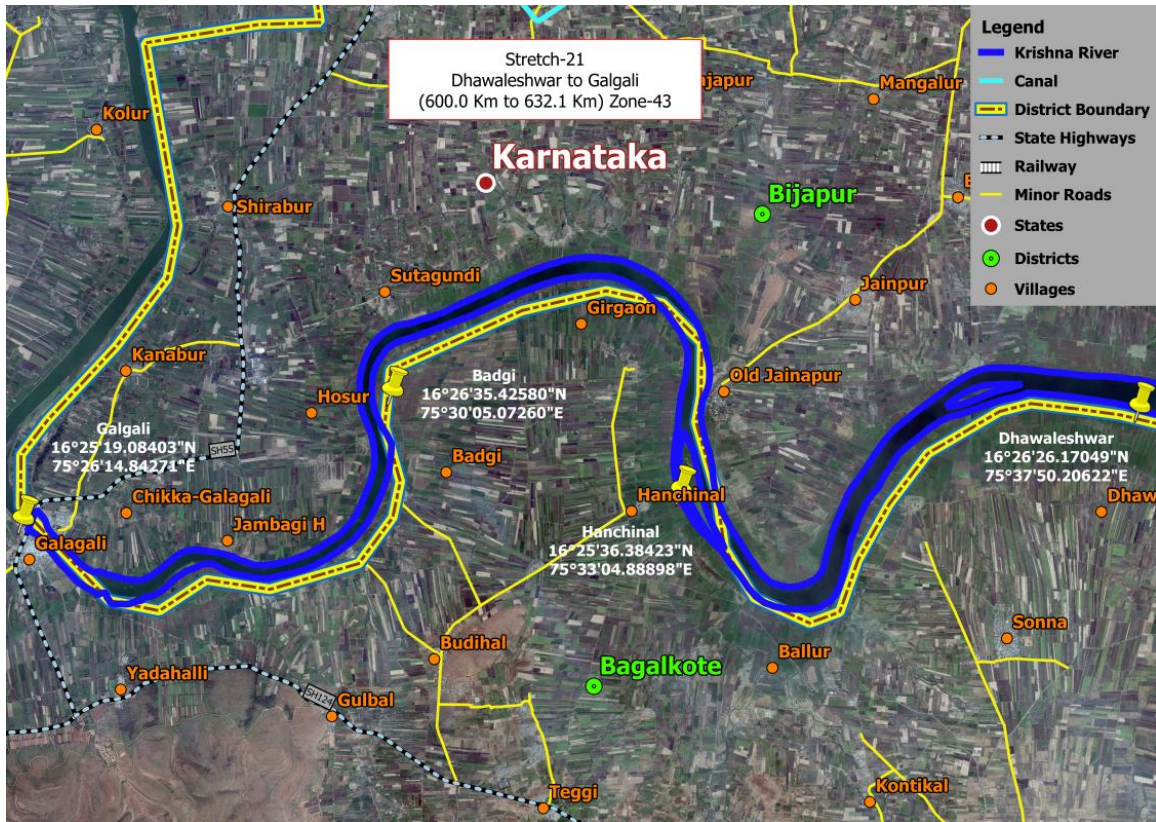 Stretch-21
Dhawaleshwar to Galgali
(600.0 Km to 632.1 Km) Zone-43
Legend
Krishna River
Canal
District Boundary
State Highways
Railway
Minor Roads
States
Districts
Villages
Mangalur
Kolur
Karnataka
Bijapur
Shirabur
Sutagundi
Jainpur
Girgaon
Kanabur
Badgi
16°26'35.42580"N
75°30'05.07260"E
Old Jainapur
Hosur
Galgali
16°25'19.08403"N
75°26'14.84271"E
SH55
Dhawaleshwar
16°26'26.17049"N
75°37'50.20622"E
Badgi
Hanchinal
Chikka-Galagali
Dhaw
Jambagi H
Hanchinal
16°25'36.38423"N
75°33'04.88898"E
Galagali
Sonna
Budihal
Bagalkote
Ballur
Yadahalli
SH124
Gulbal
Teggi
Kontikal